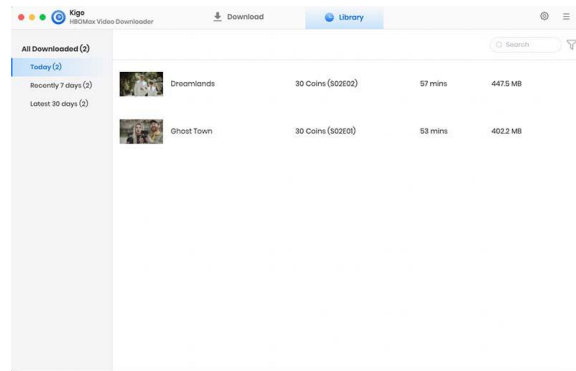 Kigo
HBOMax Video Downloader
Download
Library
Search
All Downloaded (2)
Today (2)
Recently 7 days (2)
Latest 30 days (2)
Dreamlands 30 Coins (S02E02) 57 mins 447.5 MB
Ghost Town 30 Coins (S02E01) 53 mins 402.2 MB